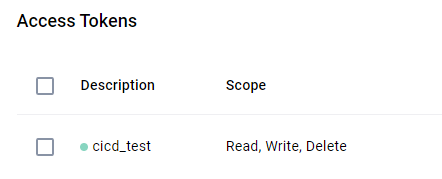 Access Tokens
Description Scope
cicd_test Read, Write, Delete